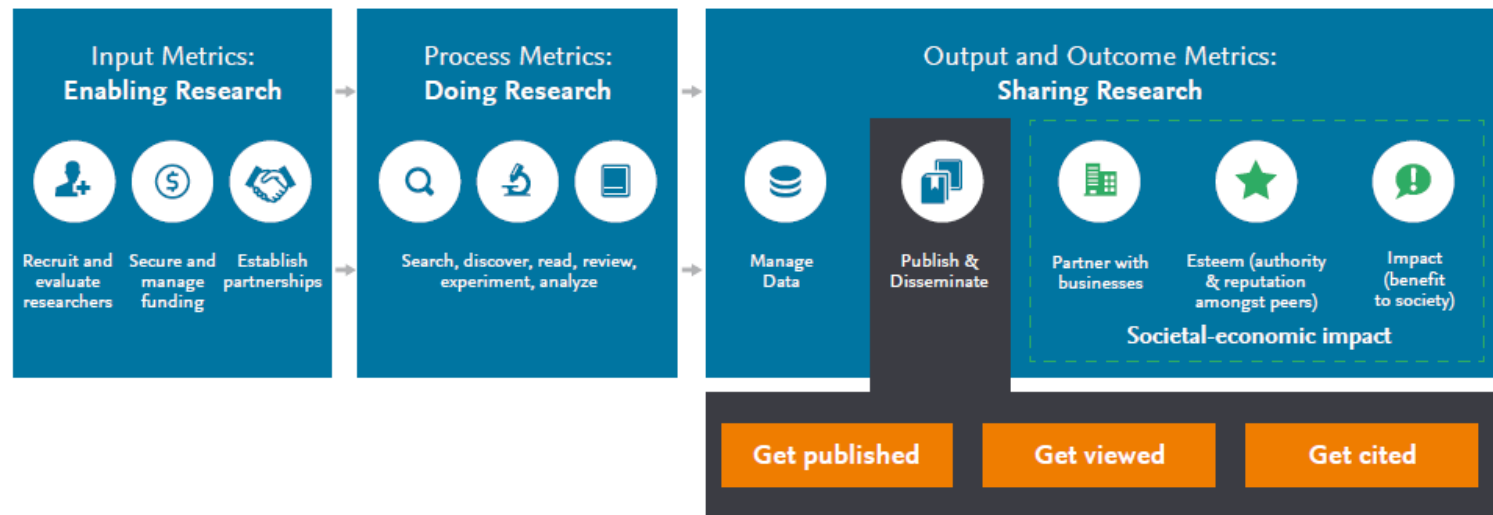 Input Metrics:
Enabling Research
Recruit and
evaluate
researchers
Secure and
manage
funding
Establish
partnerships
Process Metrics:
Doing Research
Search, discover, read, review,
experiment, analyze
Output and Outcome Metrics:
Sharing Research
Manage
Data
Publish &
Disseminate
Partner with
businesses
Esteem (authority
& reputation
amongst peers)
Impact
(benefit
to society)
Societal-economic impact
Get published
Get viewed
Get cited